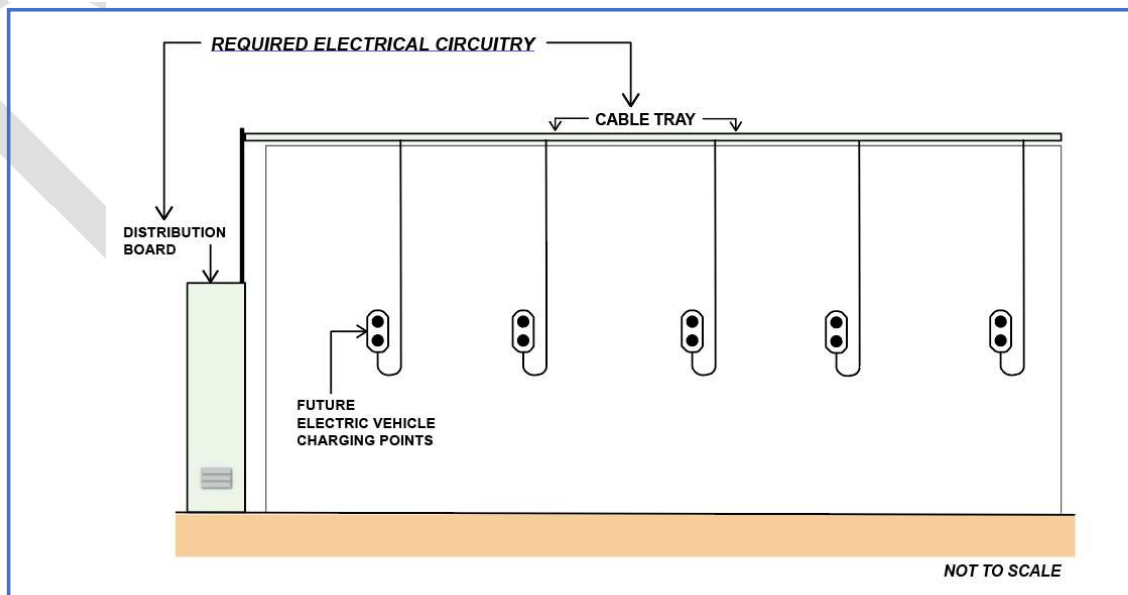 REQUIRED ELECTRICAL CIRCUITRY
CABLE TRAY
DISTRIBUTION
BOARD
FUTURE
ELECTRIC VEHICLE
CHARGING POINTS
NOT TO SCALE